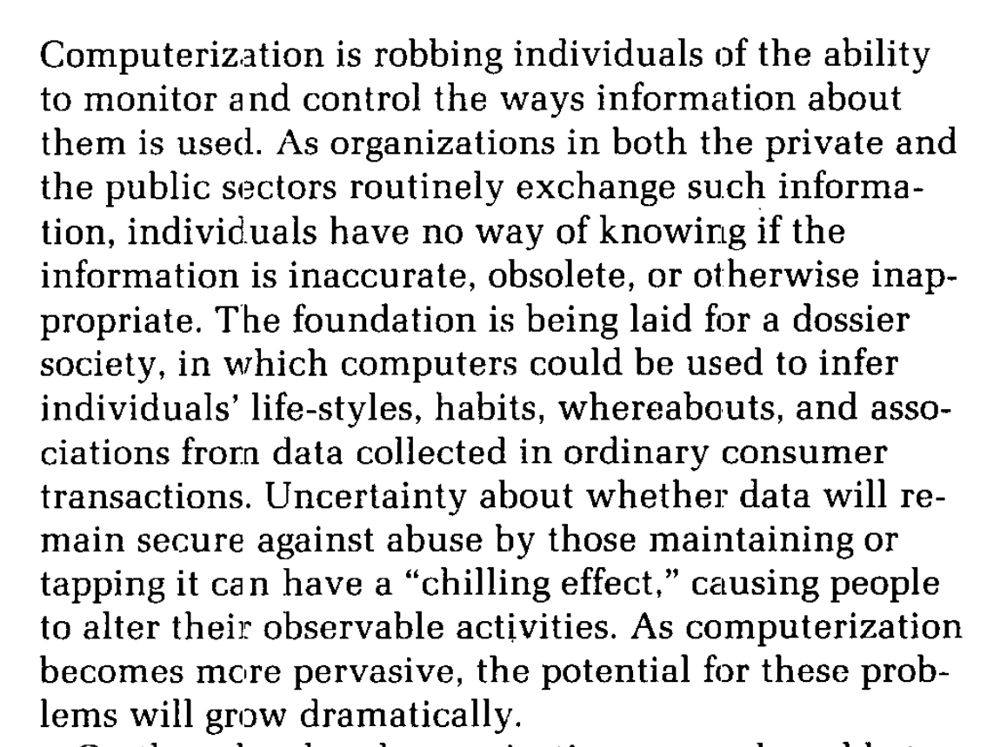 Computerization is robbing individuals of the ability
to monitor and control the ways information about
them is used. As organizations in both the private and
the public sectors routinely exchange such informa-
tion, individuals have no way of knowing if the
information is inaccurate, obsolete, or otherwise inap-
propriate. The foundation is being laid for a dossier
society, in which computers could be used to infer
individuals’ life-styles, habits, whereabouts, and asso-
ciations from data collected in ordinary consumer
transactions. Uncertainty about whether data will re-
main secure against abuse by those maintaining or
tapping it can have a “chilling effect,” causing people
to alter their observable activities. As computerization
becomes more pervasive, the potential for these prob-
lems will grow dramatically.